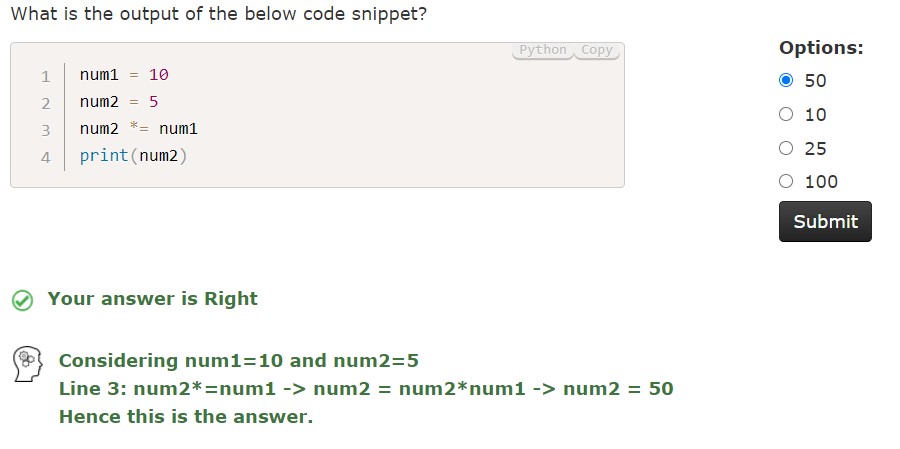 What is the output of the below code snippet?
Python Copy
1 num1 = 10
2 num2 = 5
3 num2 *= num1
4 print(num2)
Options:
50
10
25
100
Submit
Your answer is Right
Considering num1=10 and num2=5
Line 3: num2*=num1 -> num2 = num2*num1 -> num2 = 50
Hence this is the answer.